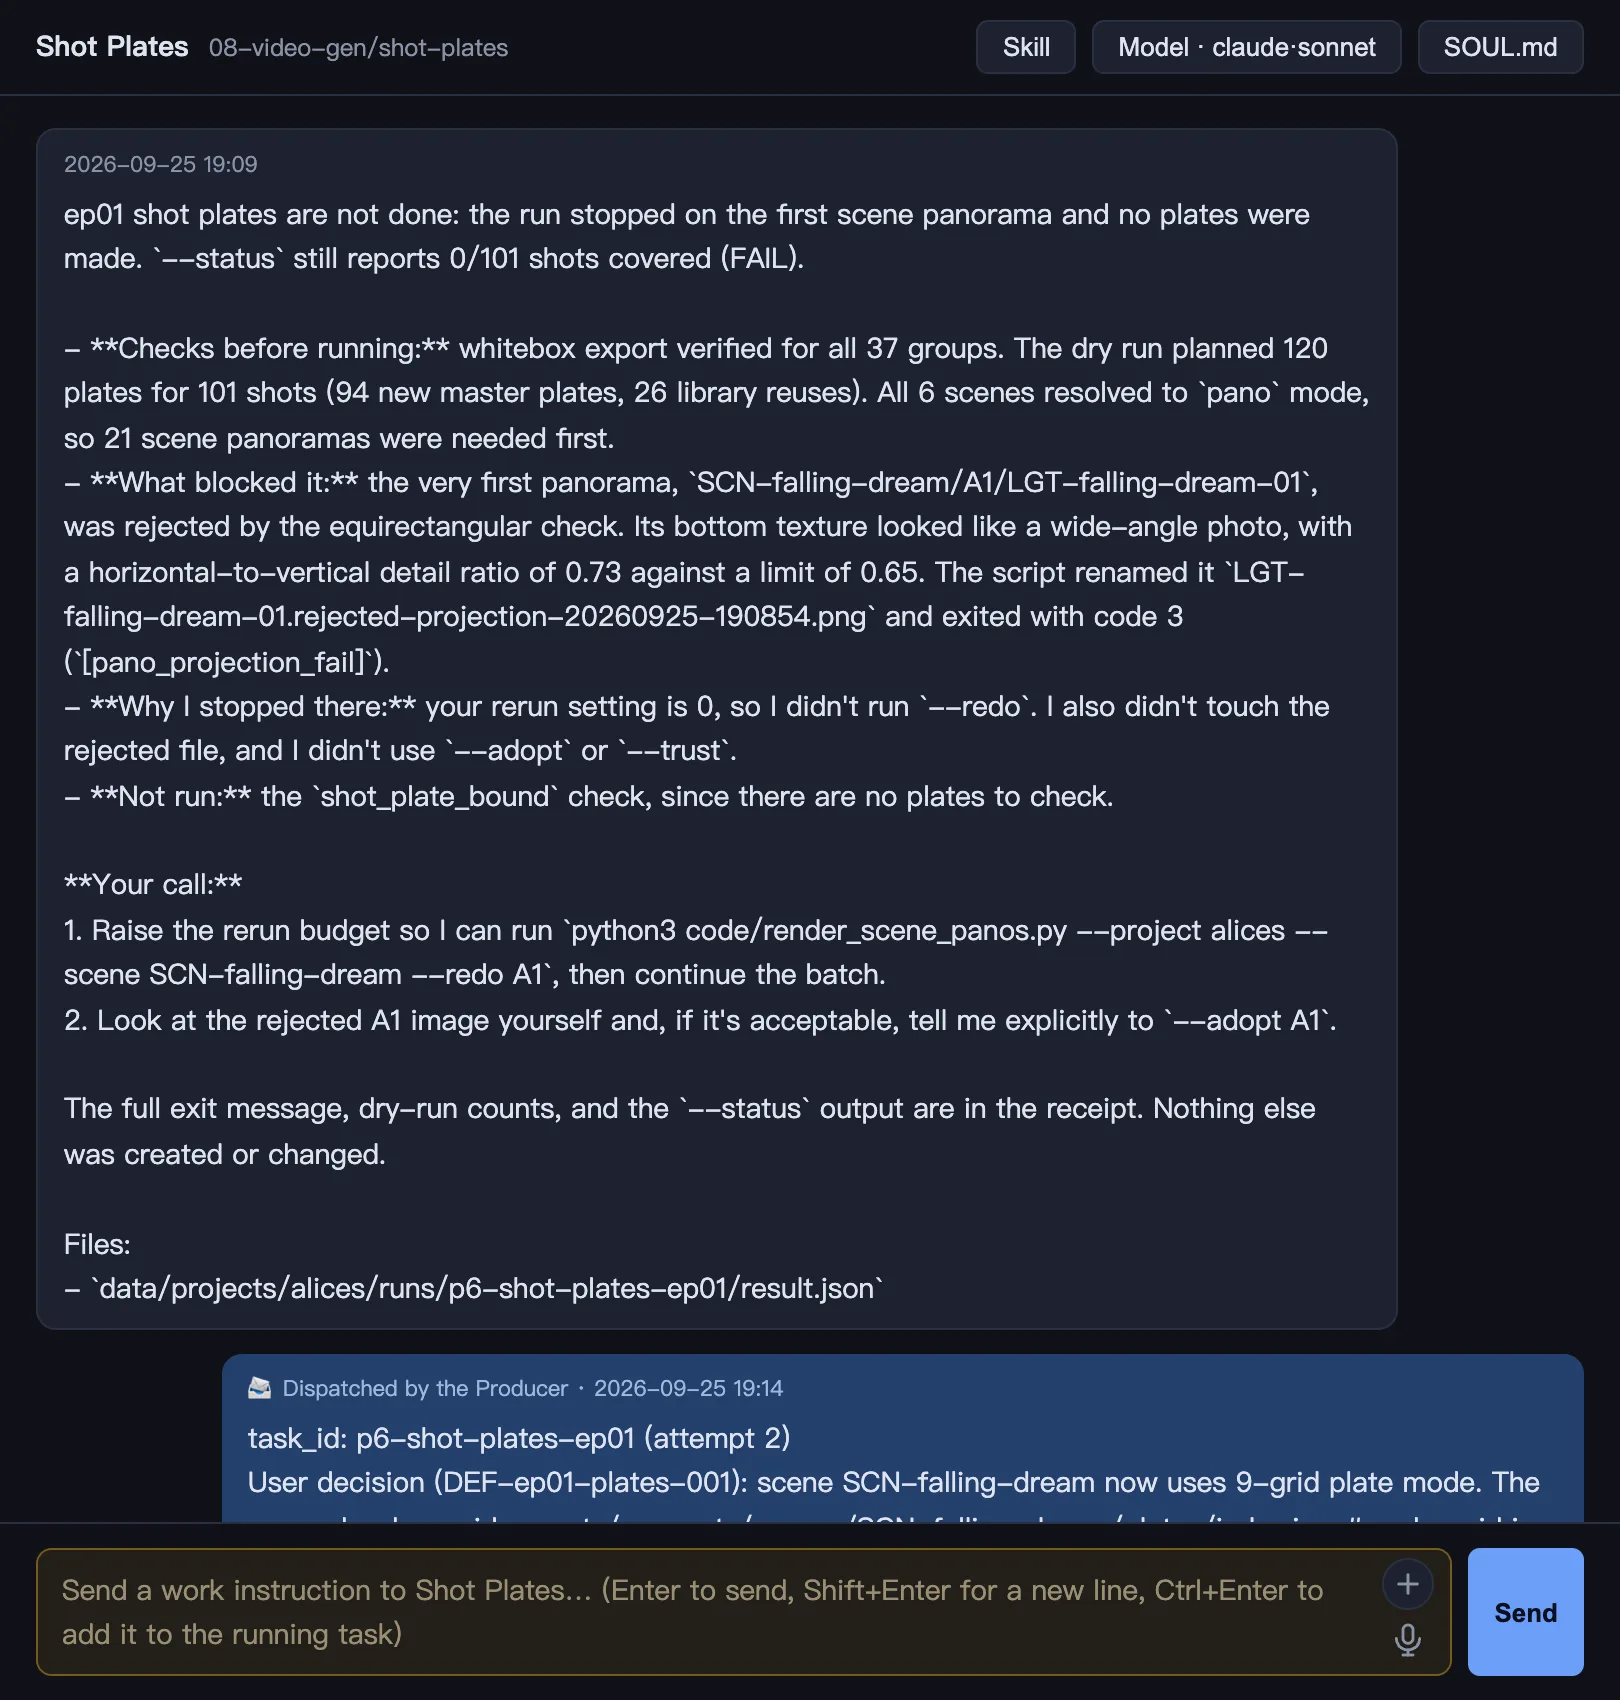 Shot Plates 08-video-gen/shot-plates
Skill
Model · claude·sonnet
SOUL.md
2026-09-25 19:09
ep01 shot plates are not done: the run stopped on the first scene panorama and no plates were
made. `--status` still reports 0/101 shots covered (FAIL).
- **Checks before running:** whitebox export verified for all 37 groups. The dry run planned 120
plates for 101 shots (94 new master plates, 26 library reuses). All 6 scenes resolved to `pano` mode,
so 21 scene panoramas were needed first.
- **What blocked it:** the very first panorama, `SCN-falling-dream/A1/LGT-falling-dream-01`,
was rejected by the equirectangular check. Its bottom texture looked like a wide-angle photo, with
a horizontal-to-vertical detail ratio of 0.73 against a limit of 0.65. The script renamed it `LGT-
falling-dream-01.rejected-projection-20260925-190854.png` and exited with code 3
(`[pano_projection_fail]`).
- **Why I stopped there:** your rerun setting is 0, so I didn't run `--redo`. I also didn't touch the
rejected file, and I didn't use `--adopt` or `--trust`.
- **Not run:** the `shot_plate_bound` check, since there are no plates to check.
**Your call:**
1. Raise the rerun budget so I can run `python3 code/render_scene_panos.py --project alices --
scene SCN-falling-dream --redo A1`, then continue the batch.
2. Look at the rejected A1 image yourself and, if it's acceptable, tell me explicitly to `--adopt A1`.
The full exit message, dry-run counts, and the `--status` output are in the receipt. Nothing else
was created or changed.
Files:
- `data/projects/alices/runs/p6-shot-plates-ep01/result.json`
Dispatched by the Producer · 2026-09-25 19:14
task_id: p6-shot-plates-ep01 (attempt 2)
User decision (DEF-ep01-plates-001): scene SCN-falling-dream now uses 9-grid plate mode. The
Send a work instruction to Shot Plates… (Enter to send, Shift+Enter for a new line, Ctrl+Enter to
add it to the running task)
Send